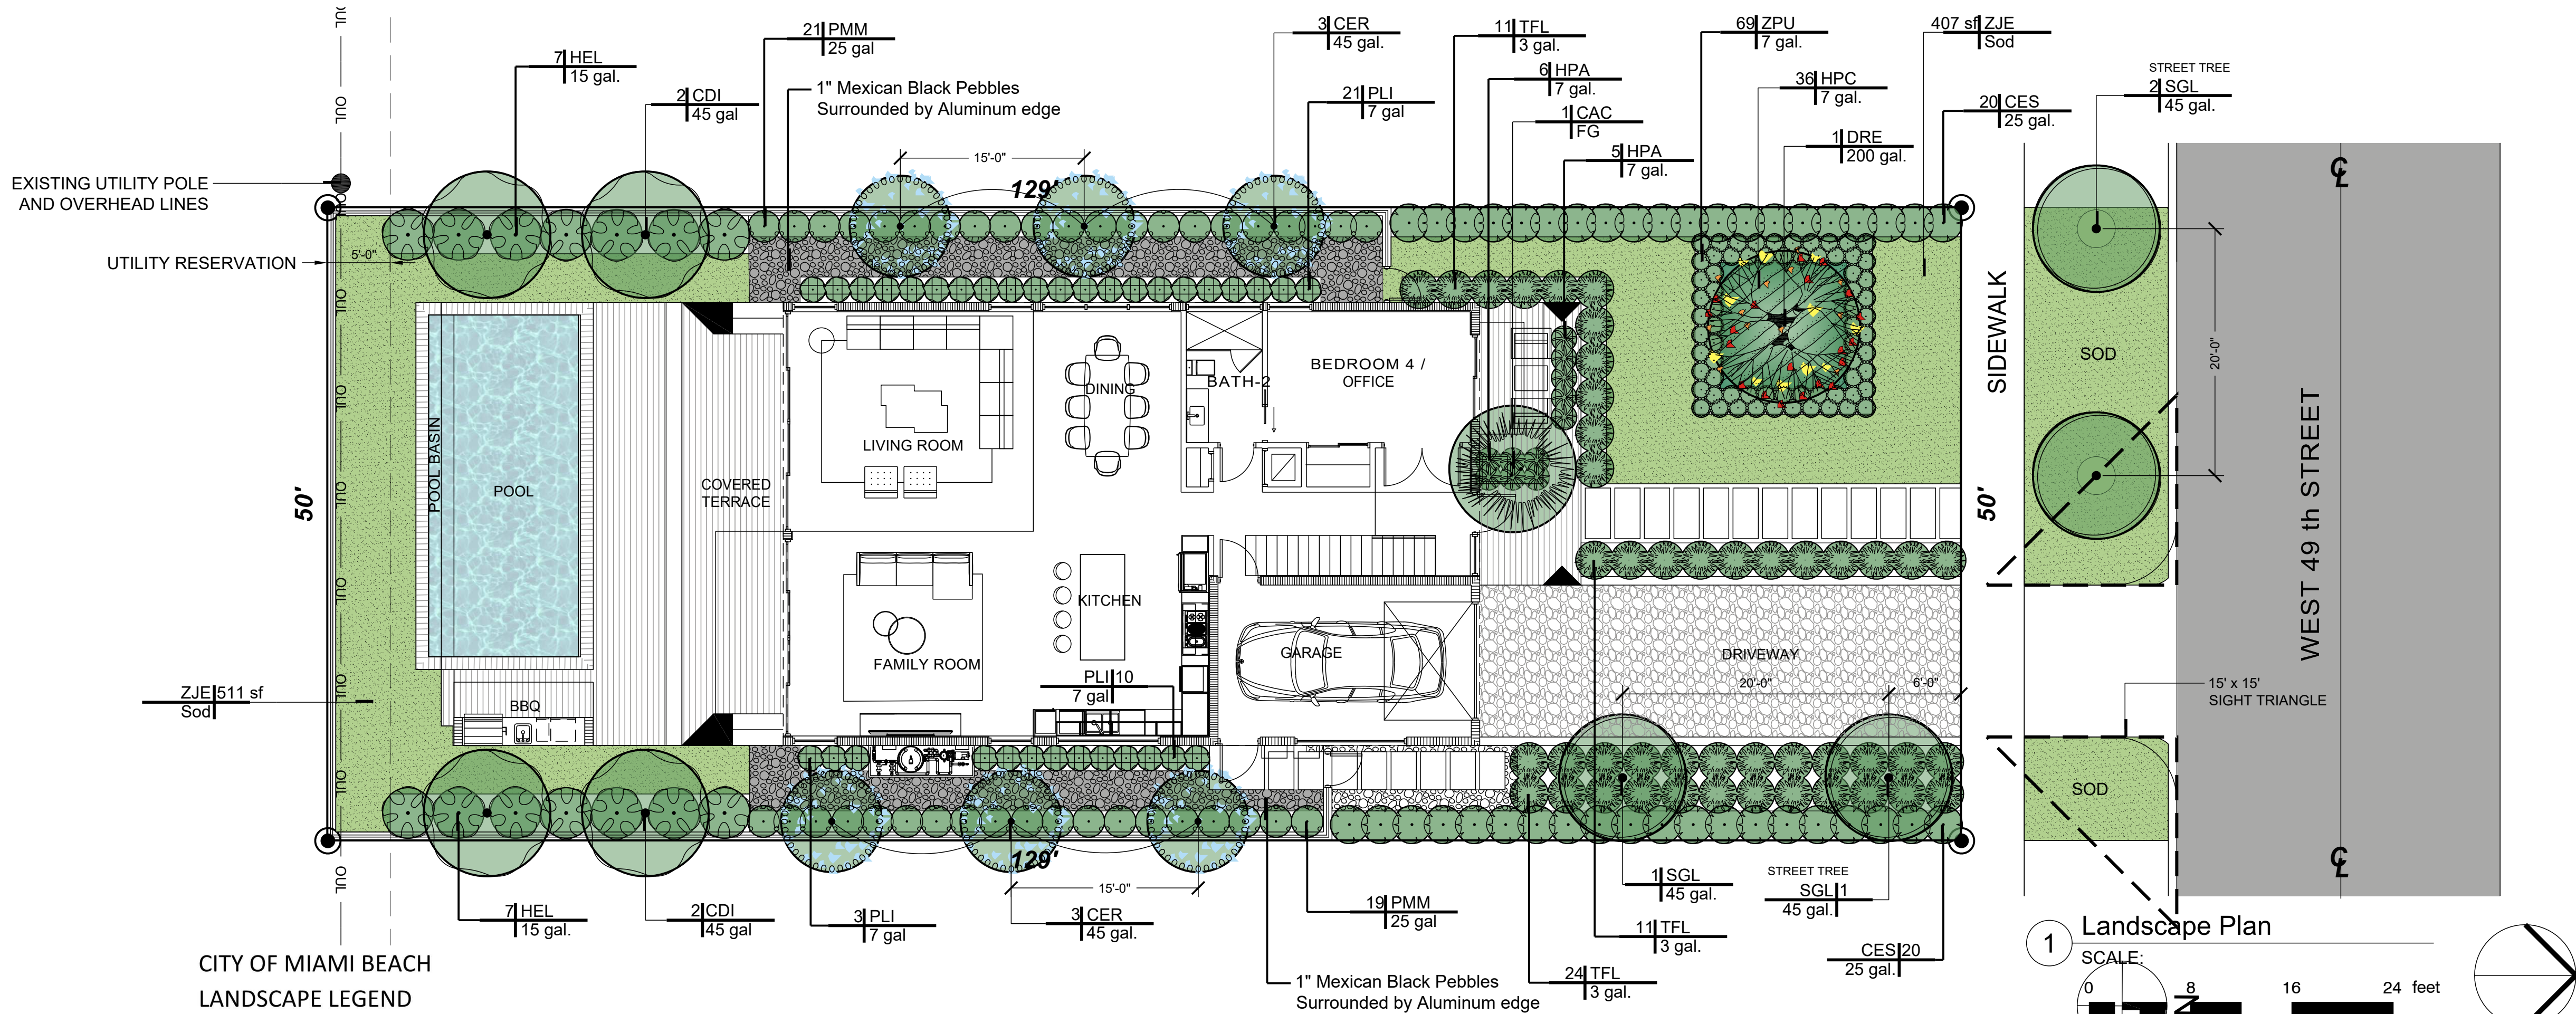 OUL
7 HEL
15 gal.
2 CDI
45 gal
21 PMM
25 gal
1" Mexican Black Pebbles
Surrounded by Aluminum edge
3 CER
45 gal.
21 PLI
7 gal
11 TFL
3 gal.
6 HPA
7 gal.
1 CAC
FG
5 HPA
7 gal.
69 ZPU
7 gal.
36 HPC
7 gal.
1 DRE
200 gal.
407 sf ZJE
Sod
20 CES
25 gal.
STREET TREE
2 SGL
45 gal.
EXISTING UTILITY POLE
AND OVERHEAD LINES
OUL
OUL
15'-0"
129'
℄
UTILITY RESERVATION
5'-0"
OUL
OUL
OUL
OUL
OUL
OUL
OUL
50'
POOL BASIN
POOL
COVERED
TERRACE
LIVING ROOM
DINING
BATH-2
BEDROOM 4 /
OFFICE
SIDEWALK
50'
SOD
20'-0"
WEST 49 th STREET
FAMILY ROOM
KITCHEN
PLI 10
7 gal
GARAGE
DRIVEWAY
20'-0"
6'-0"
15' x 15'
SIGHT TRIANGLE
ZJE 511 sf
Sod
BBQ
SOD
129'
15'-0"
℄
OUL
7 HEL
15 gal.
2 CDI
45 gal
3 PLI
7 gal
3 CER
45 gal.
19 PMM
25 gal
1 SGL
45 gal.
STREET TREE
SGL 1
45 gal.
11 TFL
3 gal.
24 TFL
3 gal.
CES 20
25 gal.
1" Mexican Black Pebbles
Surrounded by Aluminum edge
CITY OF MIAMI BEACH
LANDSCAPE LEGEND
1 Landscape Plan
SCALE:
0 8 16 24 feet
N